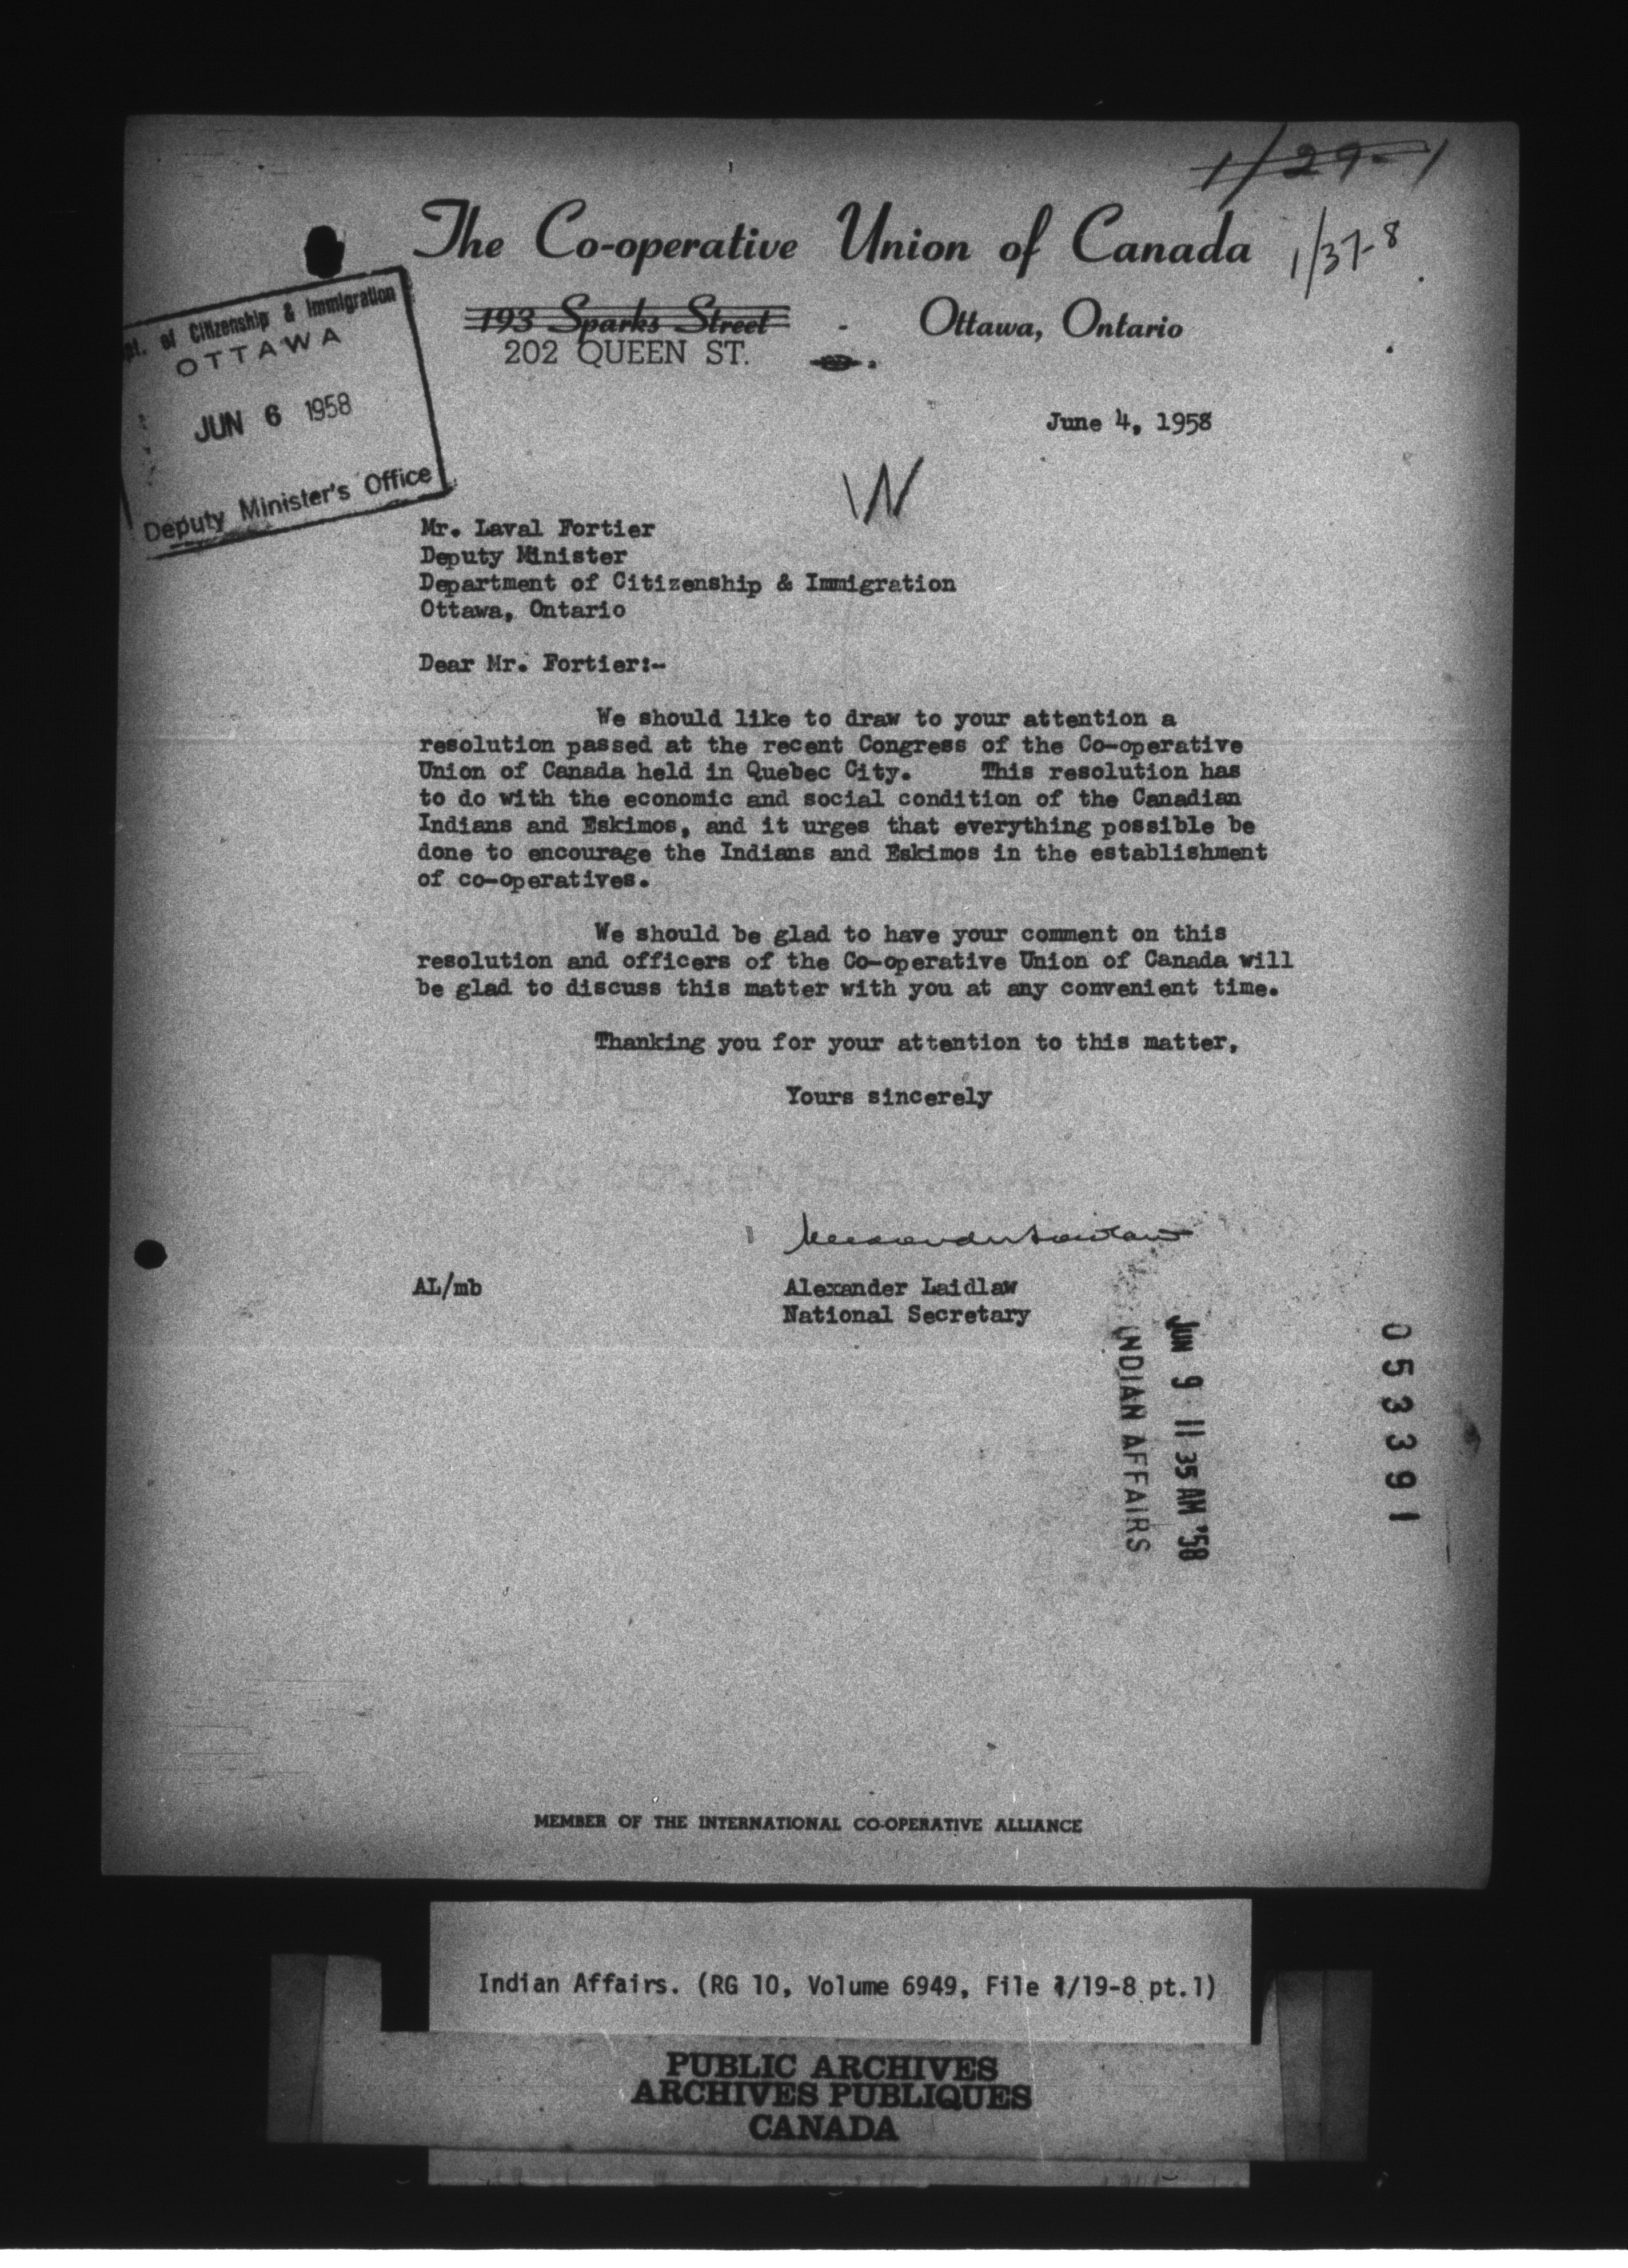 1/29-1
The Co-operative Union of Canada
1/37-8
193 Sparks Street - Ottawa, Ontario
202 QUEEN ST.
pt. of Citizenship & Immigration
OTTAWA
JUN 6 1958
Deputy Minister's Office
June 4, 1958
W
Mr. Laval Fortier
Deputy Minister
Department of Citizenship & Immigration
Ottawa, Ontario
Dear Mr. Fortier:-
We should like to draw to your attention a
resolution passed at the recent Congress of the Co-operative
Union of Canada held in Quebec City. This resolution has
to do with the economic and social condition of the Canadian
Indians and Eskimos, and it urges that everything possible be
done to encourage the Indians and Eskimos in the establishment
of co-operatives.
We should be glad to have your comment on this
resolution and officers of the Co-operative Union of Canada will
be glad to discuss this matter with you at any convenient time.
Thanking you for your attention to this matter,
Yours sincerely
Alexander Laidlaw
AL/mb
Alexander Laidlaw
National Secretary
JUN 9 11 35 AM '58
INDIAN AFFAIRS
053391
MEMBER OF THE INTERNATIONAL CO-OPERATIVE ALLIANCE
Indian Affairs. (RG 10, Volume 6949, File 1/19-8 pt.1)
PUBLIC ARCHIVES
ARCHIVES PUBLIQUES
CANADA